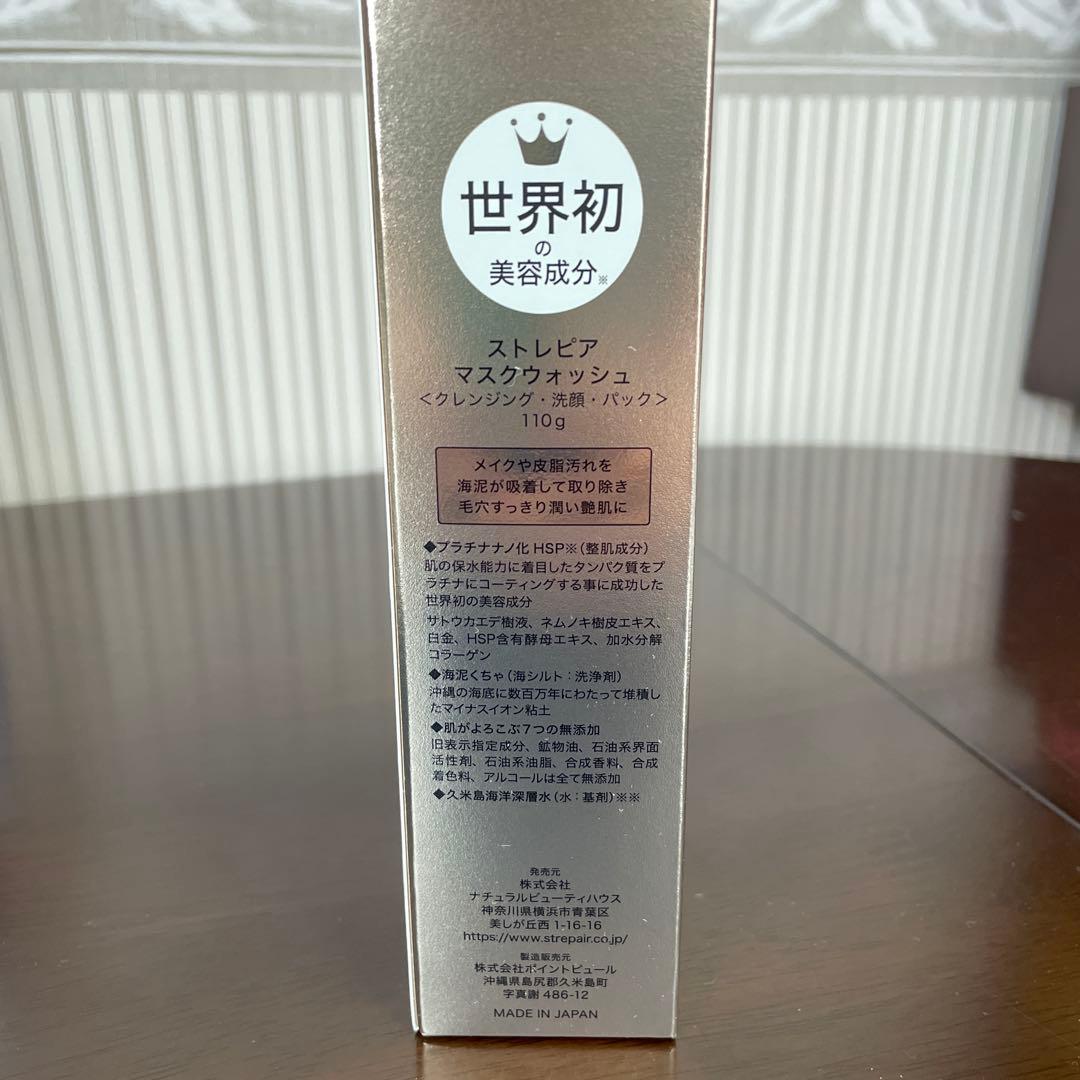 世界初
の
美容成分※
ストレピア
マスクウォッシュ
＜クレンジング・洗顔・パック＞
110g
メイクや皮脂汚れを
海泥が吸着して取り除き
毛穴すっきり潤い艶肌に
◆プラチナナノ化HSP※（整肌成分）
肌の保水能力に着目したタンパク質をプ
ラチナにコーティングする事に成功した
世界初の美容成分
サトウカエデ樹液、ネムノキ樹皮エキス、
白金、HSP含有酵母エキス、加水分解
コラーゲン
◆海泥くちゃ（海シルト：洗浄剤）
沖縄の海底に数百万年にわたって堆積し
たマイナスイオン粘土
◆肌がよろこぶ7つの無添加
旧表示指定成分、鉱物油、石油系界面
活性剤、石油系油脂、合成香料、合成
着色料、アルコールは全て無添加
◆久米島海洋深層水（水：基剤）※※
発売元
株式会社
ナチュラルビューティハウス
神奈川県横浜市青葉区
美しが丘西 1-16-16
https://www.strepair.co.jp/
製造販売元
株式会社ポイントピュール
沖縄県島尻郡久米島町
字真謝 486-12
MADE IN JAPAN